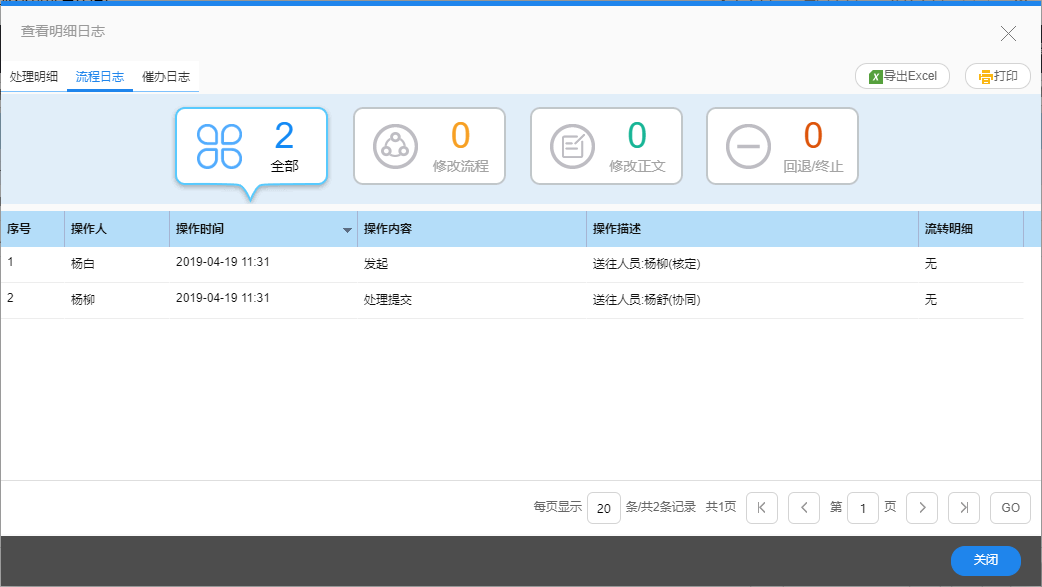 查看明细日志
处理明细 流程日志 催办日志 导出Excel 打印
2 全部 0 修改流程 0 修改正文 0 回退/终止
序号 操作人 操作时间 操作内容 操作描述 流转明细
1 杨白 2019-04-19 11:31 发起 送往人员:杨柳(核定) 无
2 杨柳 2019-04-19 11:31 处理提交 送往人员:杨舒(协同) 无
每页显示 20 条/共2条记录 共1页 第 1 页 GO
关闭